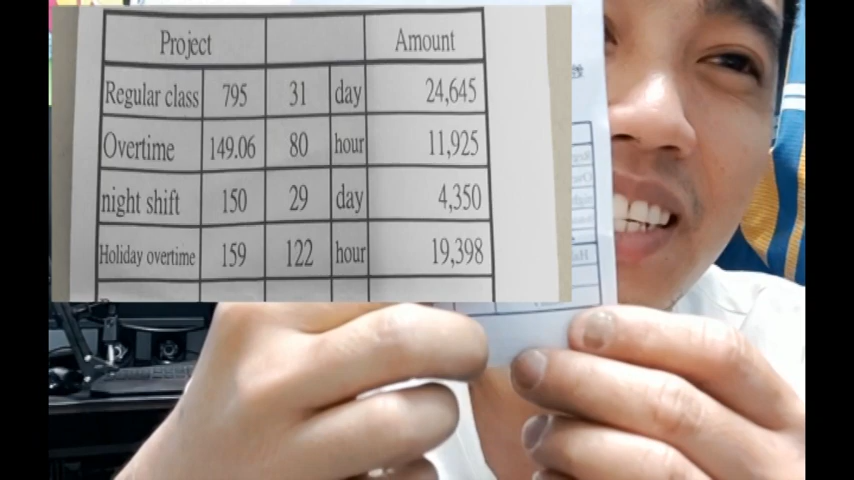 Project Amount
Regular class 795 31 day 24,645
Overtime 149.06 80 hour 11,925
night shift 150 29 day 4,350
Holiday overtime 159 122 hour 19,398